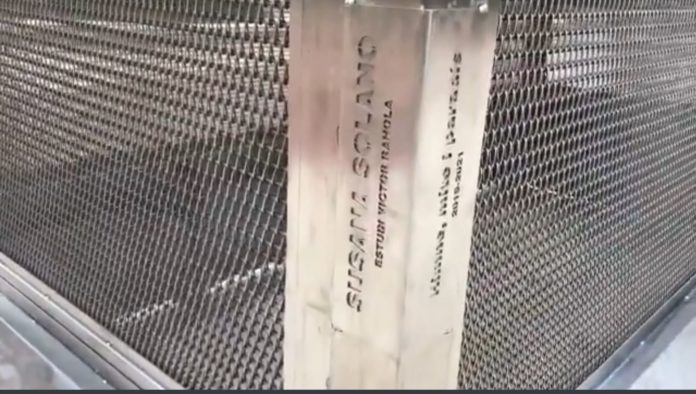 SUSANA SOLANO
ESTUDI VICTOR RAHOLA
i
2019-2021